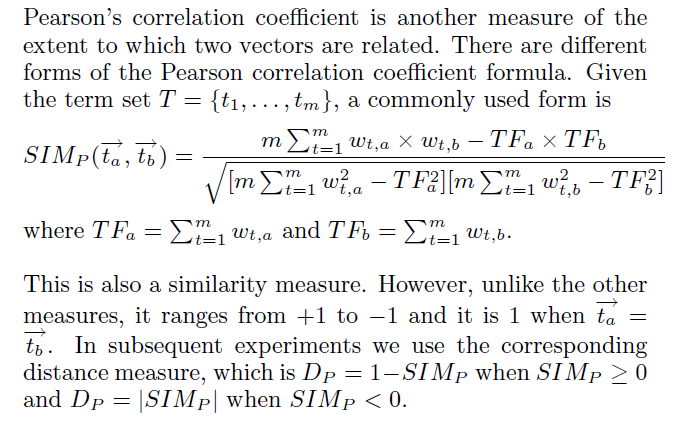 Pearson's correlation coefficient is another measure of the
extent to which two vectors are related. There are different
forms of the Pearson correlation coefficient formula. Given
the term set T = {t₁, . . . , tₘ}, a commonly used form is
SIM_P(\overrightarrow{t_a}, \overrightarrow{t_b}) = \frac{m \sum_{t=1}^{m} w_{t,a} × w_{t,b} − TF_a × TF_b}{\sqrt{[m \sum_{t=1}^{m} w_{t,a}^2 − TF_a^2][m \sum_{t=1}^{m} w_{t,b}^2 − TF_b^2]}}
where TF_a = \sum_{t=1}^{m} w_{t,a} and TF_b = \sum_{t=1}^{m} w_{t,b}.
This is also a similarity measure. However, unlike the other
measures, it ranges from +1 to −1 and it is 1 when \overrightarrow{t_a} =
\overrightarrow{t_b}. In subsequent experiments we use the corresponding
distance measure, which is D_P = 1−SIM_P when SIM_P ≥ 0
and D_P = |SIM_P| when SIM_P < 0.